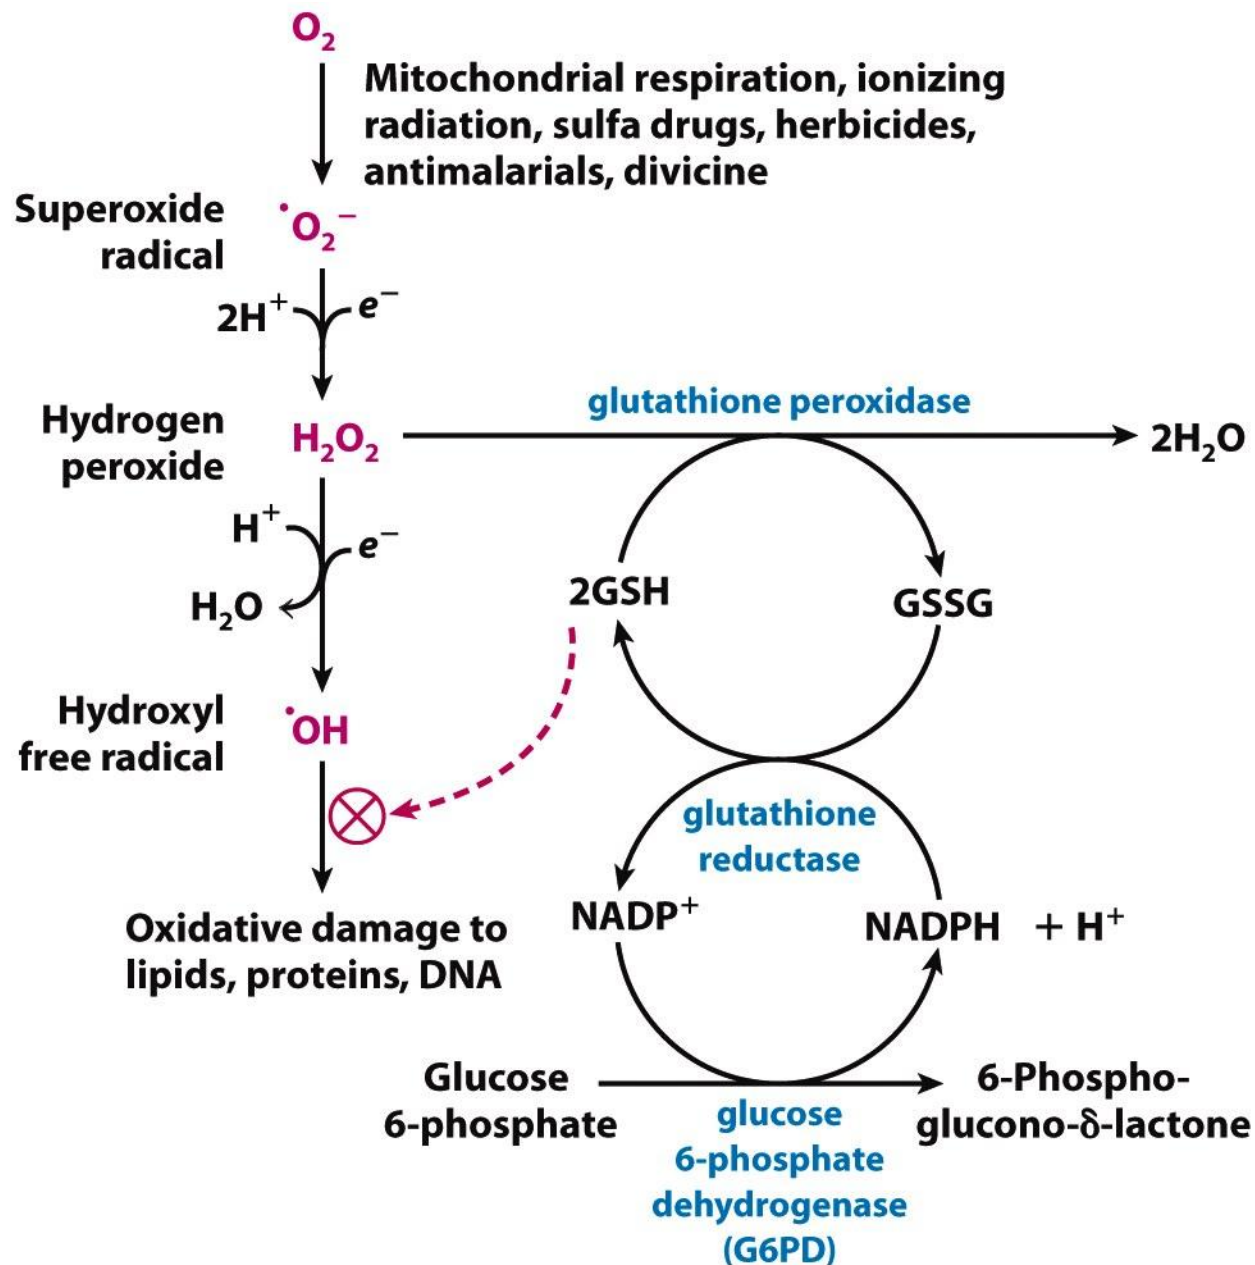 O₂
Mitochondrial respiration, ionizing
radiation, sulfa drugs, herbicides,
antimalarials, divicine
Superoxide
radical
˙O₂⁻
2H⁺
e⁻
Hydrogen
peroxide
H₂O₂
glutathione peroxidase
2H₂O
H⁺
e⁻
H₂O
2GSH
GSSG
Hydroxyl
free radical
˙OH
glutathione
reductase
NADP⁺
NADPH + H⁺
Oxidative damage to
lipids, proteins, DNA
Glucose
6-phosphate
6-Phospho-
glucono-δ-lactone
glucose
6-phosphate
dehydrogenase
(G6PD)